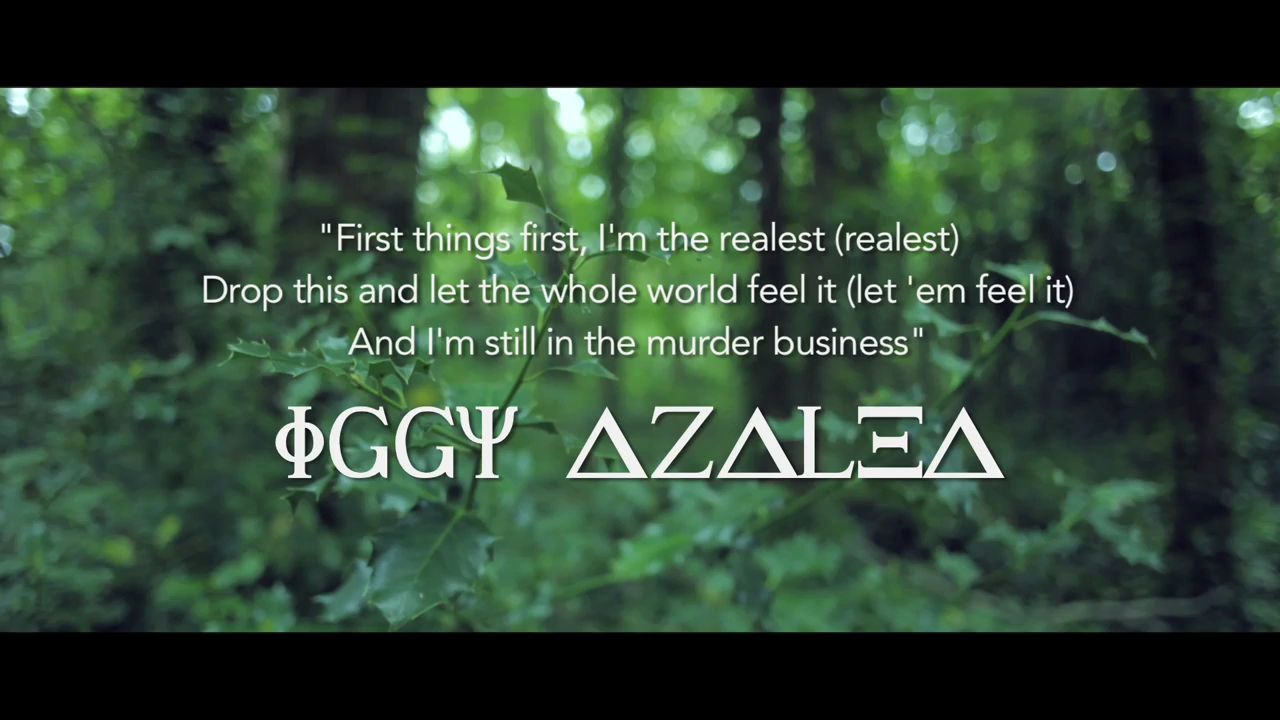 "First things first, I'm the realest (realest)
Drop this and let the whole world feel it (let 'em feel it)
And I'm still in the murder business"
ΦGGΨ ΔZΔLΞΔ